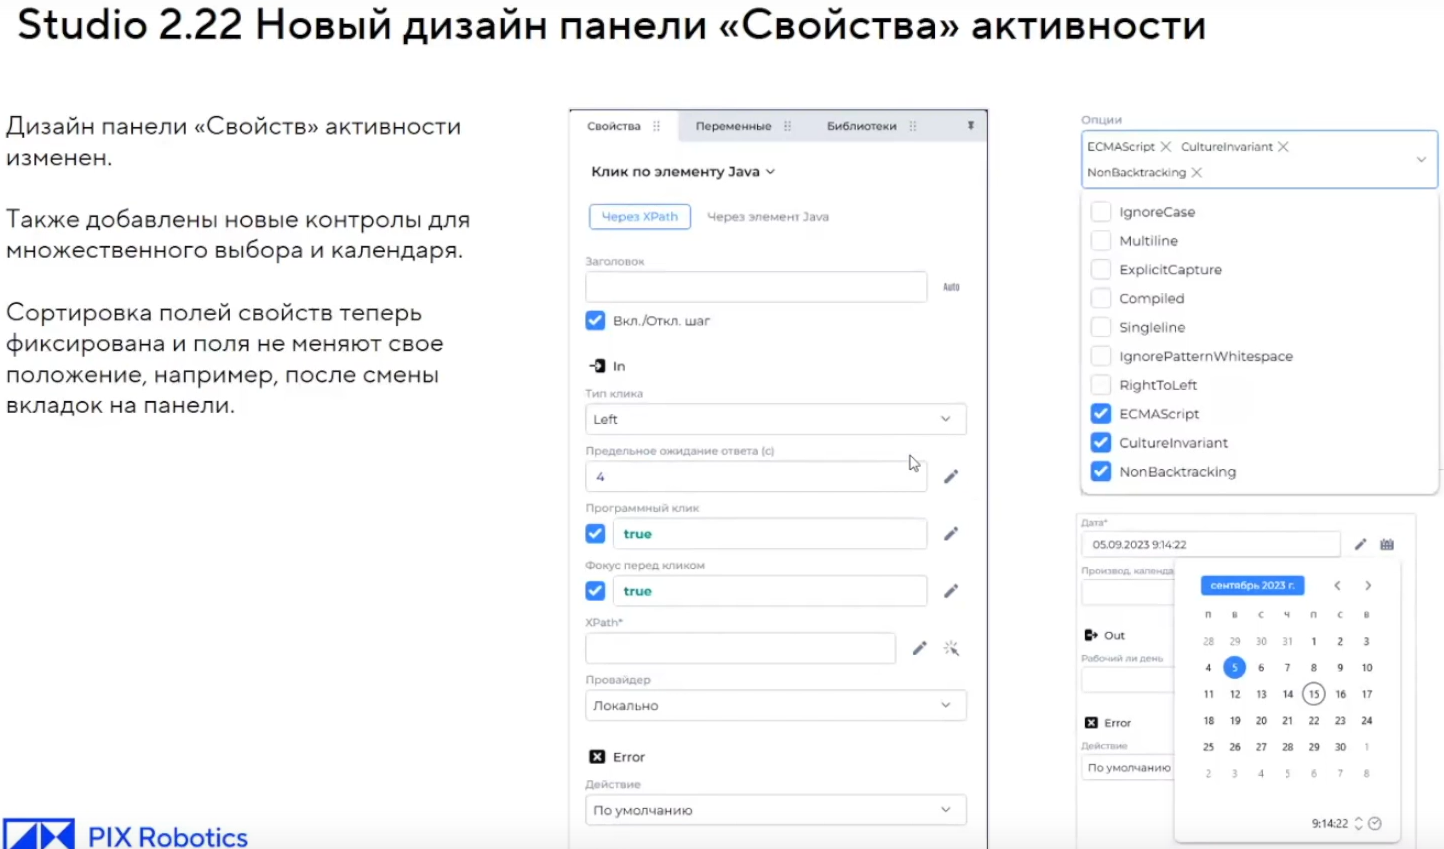 Studio 2.22 Новый дизайн панели «Свойства» активности
Дизайн панели «Свойств» активности
изменен.
Также добавлены новые контролы для
множественного выбора и календаря.
Сортировка полей свойств теперь
фиксирована и поля не меняют свое
положение, например, после смены
вкладок на панели.
PIX Robotics
Свойства Переменные Библиотеки
Клик по элементу Java
Через XPath Через элемент Java
Заголовок
Auto
Вкл./Откл. шаг
In
Тип клика
Left
Предельное ожидание ответа (с)
4
Программный клик
true
Фокус перед кликом
true
XPath*
Провайдер
Локально
Error
Действие
По умолчанию
Опции
ECMAScript CultureInvariant
NonBacktracking
IgnoreCase
Multiline
ExplicitCapture
Compiled
Singleline
IgnorePatternWhitespace
RightToLeft
ECMAScript
CultureInvariant
NonBacktracking
Дата*
05.09.2023 9:14:22
Производ. календа
Out
Рабочий ли день
Error
Действие
По умолчанию
сентябрь 2023 г.
П В С Ч П С В
28 29 30 31 1 2 3
4 5 6 7 8 9 10
11 12 13 14 15 16 17
18 19 20 21 22 23 24
25 26 27 28 29 30 1
2 3 4 5 6 7 8
9:14:22